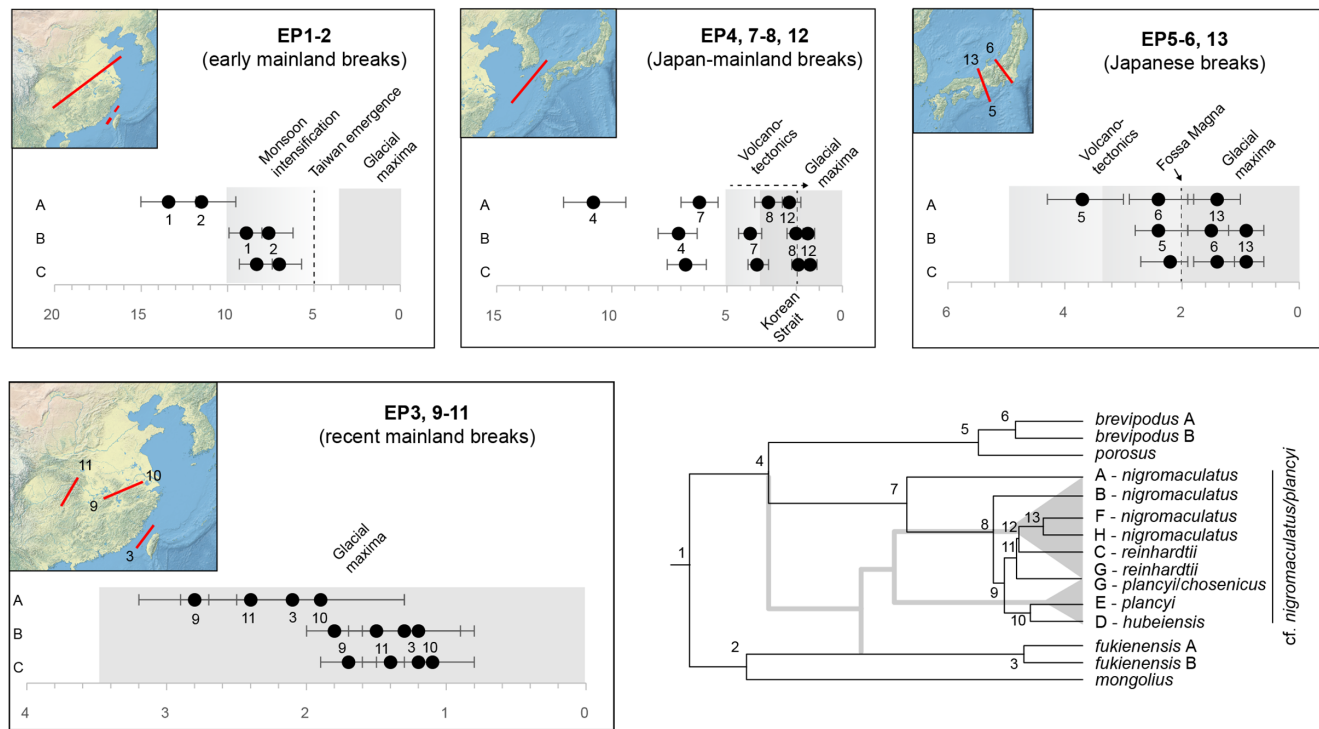 EP1-2
(early mainland breaks)
Monsoon
intensification
Taiwan emergence
Glacial
maxima
A
1
2
B
1
2
C
20
15
10
5
0
EP4, 7-8, 12
(Japan-mainland breaks)
Volcano-
tectonics
Glacial
maxima
A
4
7
8
12
B
4
7
8
12
C
15
10
5
0
Korean
Strait
EP5-6, 13
(Japanese breaks)
6
13
5
Volcano-
tectonics
Fossa Magna
Glacial
maxima
A
5
6
13
B
5
6
13
C
6
4
2
0
EP3, 9-11
(recent mainland breaks)
11
10
9
3
Glacial
maxima
A
9
11
3
10
B
9
11
3
10
C
4
3
2
1
0
6
brevipodus A
5
brevipodus B
porosus
4
A - nigromaculatus
7
B - nigromaculatus
13
F - nigromaculatus
8
12
H - nigromaculatus
11
C - reinhardtii
1
G - reinhardtii
G - plancyi/chosenicus
9
E - plancyi
10
D - hubeiensis
cf. nigromaculatus/plancyi
2
fukienensis A
3
fukienensis B
mongolius